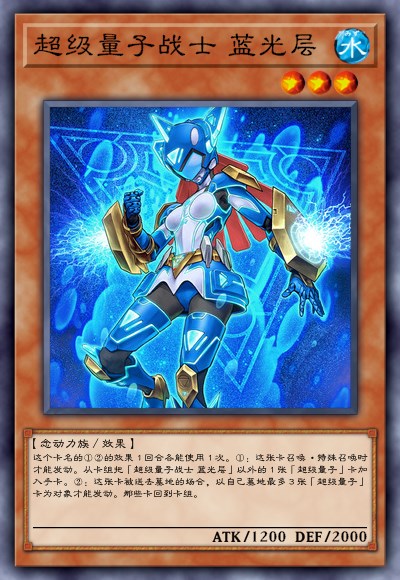 超级量子战士 蓝光层
水
【念动力族／效果】
这个卡名的①②的效果1回合各能使用1次。①：这张卡召唤·特殊召唤时
才能发动。从卡组把「超级量子战士 蓝光层」以外的1张「超级量子」卡加
入手卡。②：这张卡被送去墓地的场合，以自己墓地最多3张「超级量子」
卡为对象才能发动。那些卡回到卡组。
ATK/1200 DEF/2000